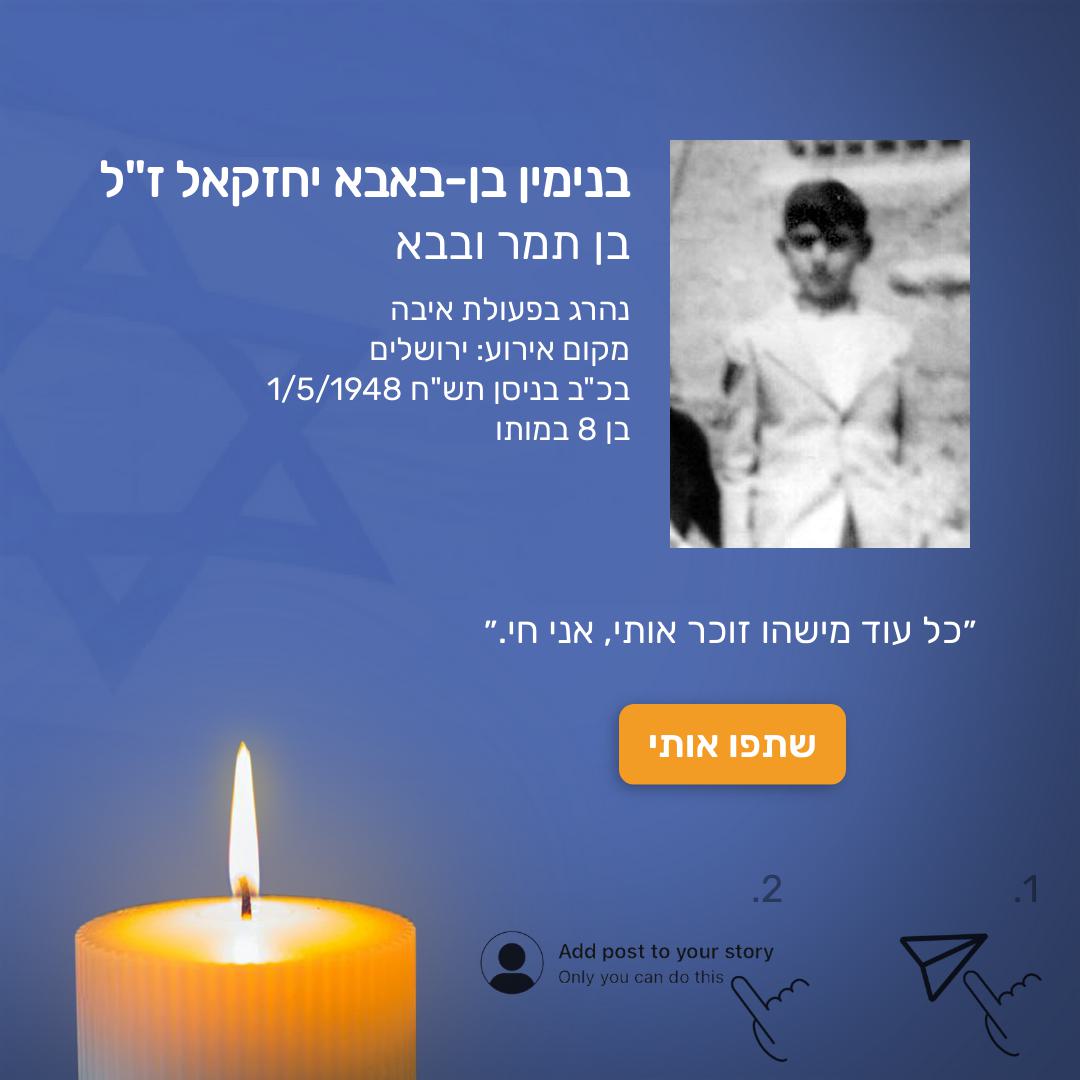 בנימין בן-באבא יחזקאל ז"ל
בן תמר ובבא
נהרג בפעולת איבה
מקום אירוע: ירושלים
בכ"ב בניסן תש"ח 1/5/1948
בן 8 במותו
״כל עוד מישהו זוכר אותי, אני חי.״
שתפו אותי
1.
2.
Add post to your story
Only you can do this